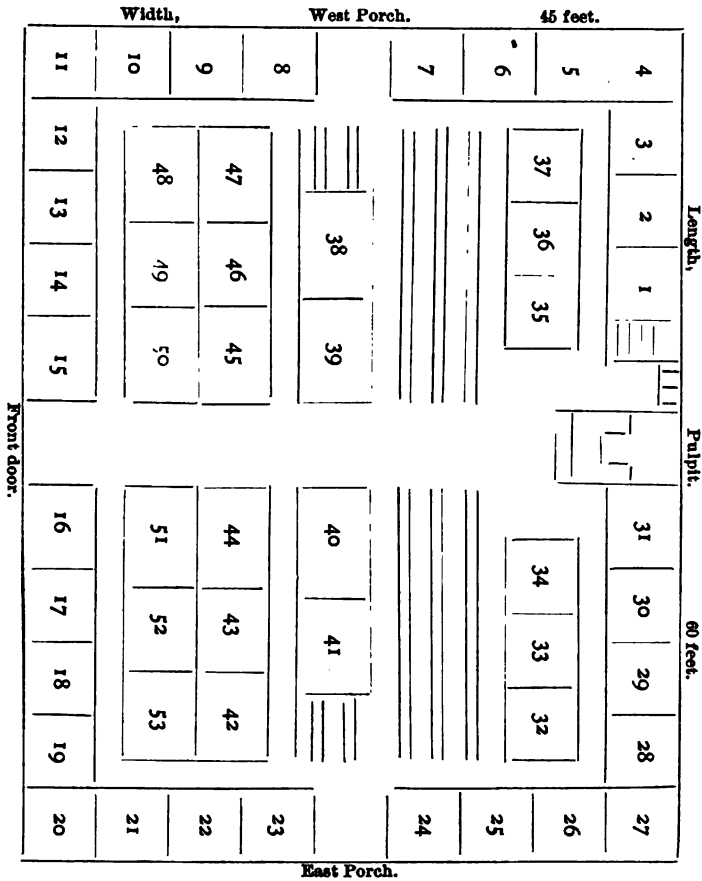 Width, West Porch. 45 feet.
11 10 9 8 7 6 5 4
12 48 47 37 3
13 38 36 2
14 49 46 35 1
15 50 45 39
Length,
Front door.
Pulpit.
16 51 44 40 34 31
17 52 43 41 33 30
18 29
19 53 42 32 28
60 feet.
20 21 22 23 24 25 26 27
East Porch.